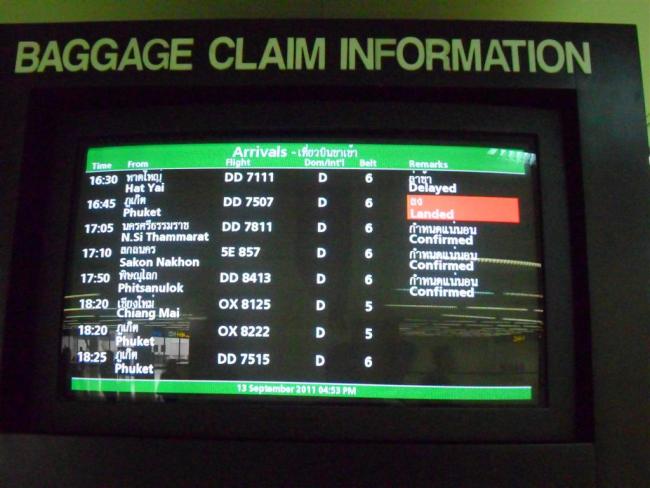 BAGGAGE CLAIM INFORMATION
Arrivals - เที่ยวบินขาเข้า
Time From Flight Dom/Int'l Belt Remarks
16:30 หาดใหญ่ DD 7111 D 6 ล่าช้า
Hat Yai Delayed
16:45 ภูเก็ต DD 7507 D 6 ลง
Phuket Landed
17:05 นครศรีธรรมราช DD 7811 D 6 กำหนดแน่นอน
N.Si Thammarat Confirmed
17:10 สกลนคร 5E 857 D 6 กำหนดแน่นอน
Sakon Nakhon Confirmed
17:50 พิษณุโลก DD 8413 D 6 กำหนดแน่นอน
Phitsanulok Confirmed
18:20 เชียงใหม่ OX 8125 D 5
Chiang Mai
18:20 ภูเก็ต OX 8222 D 5
Phuket
18:25 ภูเก็ต DD 7515 D 6
Phuket
13 September 2011 04:53 PM